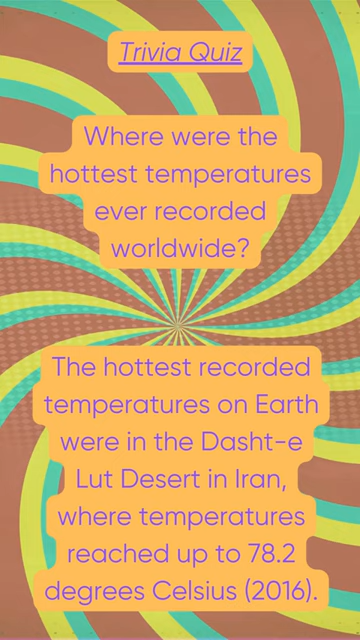 Trivia Quiz
Where were the
hottest temperatures
ever recorded
worldwide?
The hottest recorded
temperatures on Earth
were in the Dasht-e
Lut Desert in Iran,
where temperatures
reached up to 78.2
degrees Celsius (2016).